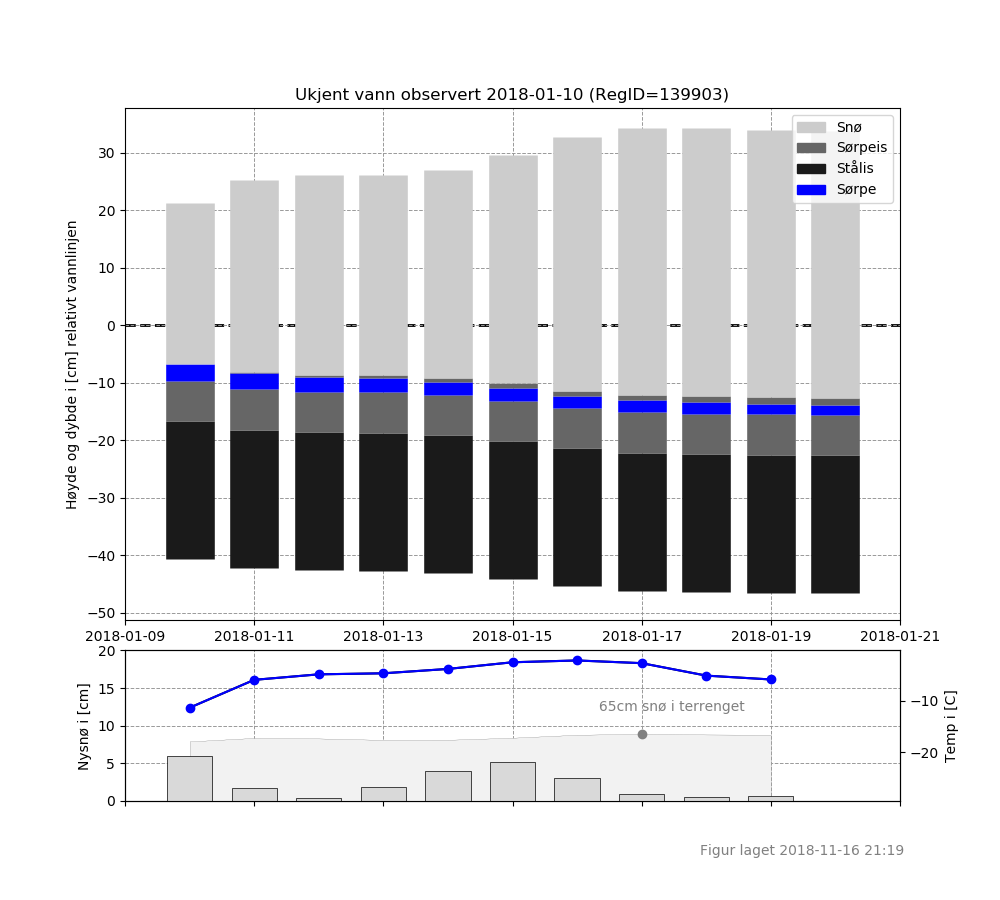 Ukjent vann observert 2018-01-10 (RegID=139903)
Snø
Sørpeis
Stålis
Sørpe
Høyde og dybde i [cm] relativt vannlinjen
30
20
10
0
−10
−20
−30
−40
−50
2018-01-09 2018-01-11 2018-01-13 2018-01-15 2018-01-17 2018-01-19 2018-01-21
Nysnø i [cm]
20
15
10
5
0
65cm snø i terrenget
−10
−20
Temp i [C]
Figur laget 2018-11-16 21:19